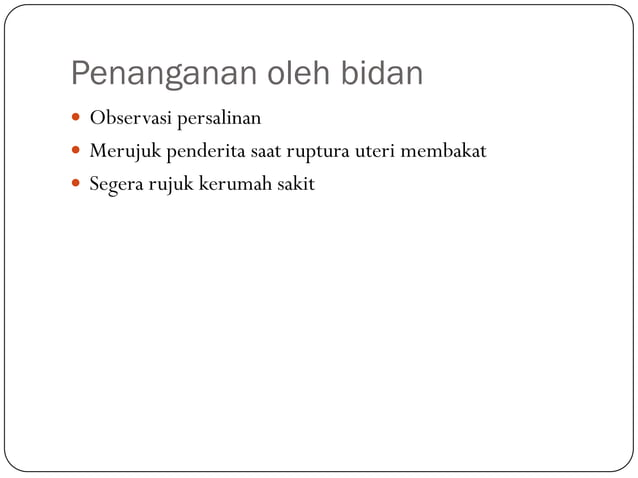 Penanganan oleh bidan
• Observasi persalinan
• Merujuk penderita saat ruptura uteri membakat
• Segera rujuk kerumah sakit